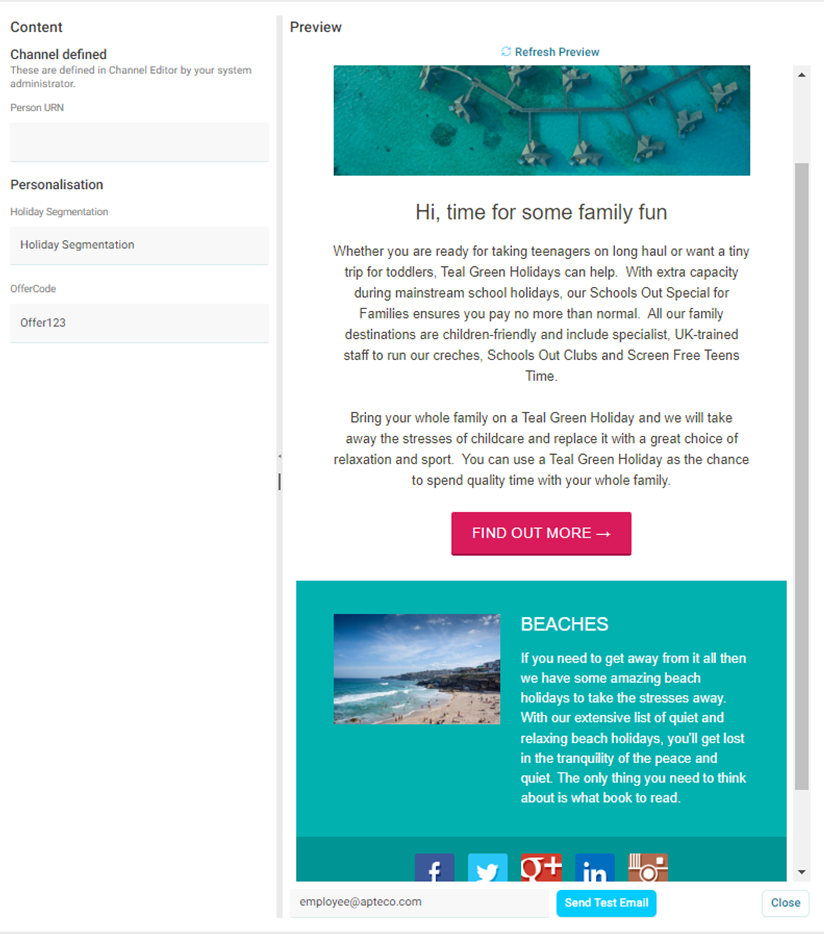 Content
Channel defined
These are defined in Channel Editor by your system
administrator.
Person URN
Personalisation
Holiday Segmentation
Holiday Segmentation
OfferCode
Offer123
Preview
Refresh Preview
Hi, time for some family fun
Whether you are ready for taking teenagers on long haul or want a tiny
trip for toddlers, Teal Green Holidays can help.  With extra capacity
during mainstream school holidays, our Schools Out Special for
Families ensures you pay no more than normal.  All our family
destinations are children-friendly and include specialist, UK-trained
staff to run our creches, Schools Out Clubs and Screen Free Teens
Time.
Bring your whole family on a Teal Green Holiday and we will take
away the stresses of childcare and replace it with a great choice of
relaxation and sport.  You can use a Teal Green Holiday as the chance
to spend quality time with your whole family.
FIND OUT MORE →
BEACHES
If you need to get away from it all then
we have some amazing beach
holidays to take the stresses away.
With our extensive list of quiet and
relaxing beach holidays, you'll get lost
in the tranquility of the peace and
quiet. The only thing you need to think
about is what book to read.
f g+ in
employee@apteco.com
Send Test Email
Close